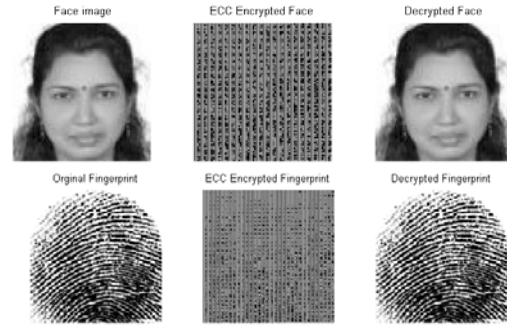 Face image
ECC Encrypted Face
Decrypted Face
Orginal Fingerprint
ECC Encrypted Fingerprint
Decrypted Fingerprint